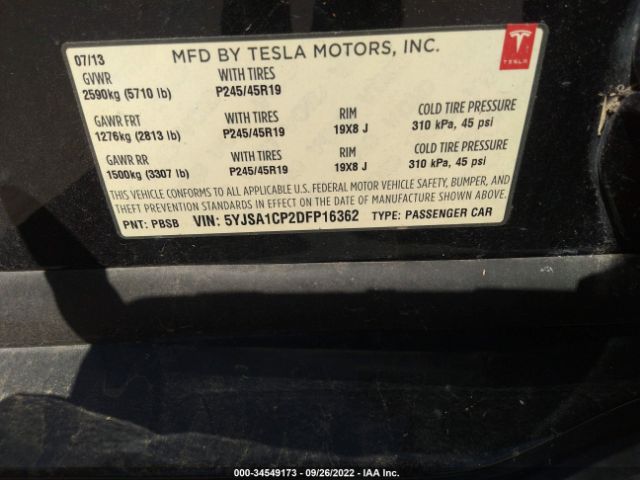 07/13 MFD BY TESLA MOTORS, INC.
TESLA
GVWR WITH TIRES
2590kg (5710 lb) P245/45R19
GAWR FRT WITH TIRES RIM COLD TIRE PRESSURE
1276kg (2813 lb) P245/45R19 19X8 J 310 kPa, 45 psi
GAWR RR WITH TIRES RIM COLD TIRE PRESSURE
1500kg (3307 lb) P245/45R19 19X8 J 310 kPa, 45 psi
THIS VEHICLE CONFORMS TO ALL APPLICABLE U.S. FEDERAL MOTOR VEHICLE SAFETY, BUMPER, AND
THEFT PREVENTION STANDARDS IN EFFECT ON THE DATE OF MANUFACTURE SHOWN ABOVE.
PNT: PBSB VIN: 5YJSA1CP2DFP16362 TYPE: PASSENGER CAR
000-34549173 - 09/26/2022 - IAA Inc.